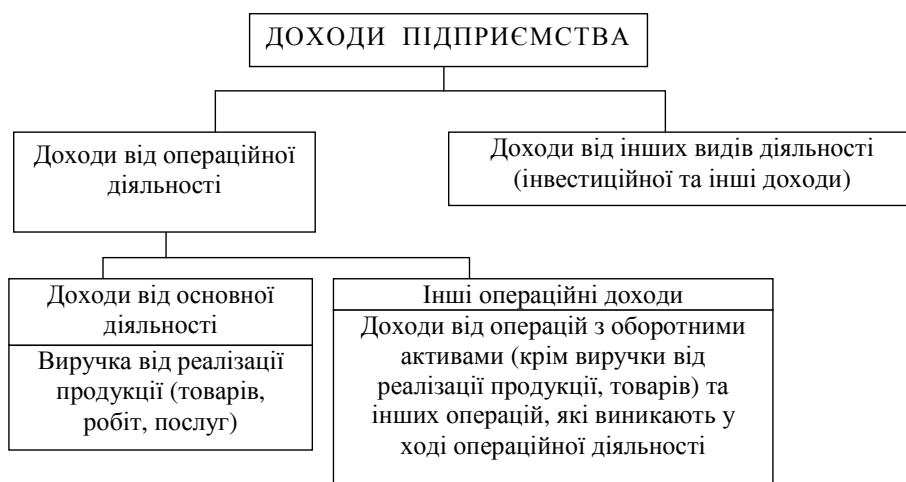 ДОХОДИ ПІДПРИЄМСТВА
Доходи від операційної
діяльності
Доходи від інших видів діяльності
(інвестиційної та інші доходи)
Доходи від основної
діяльності
Виручка від реалізації
продукції (товарів,
робіт, послуг)
Інші операційні доходи
Доходи від операцій з оборотними
активами (крім виручки від
реалізації продукції, товарів) та
інших операцій, які виникають у
ході операційної діяльності